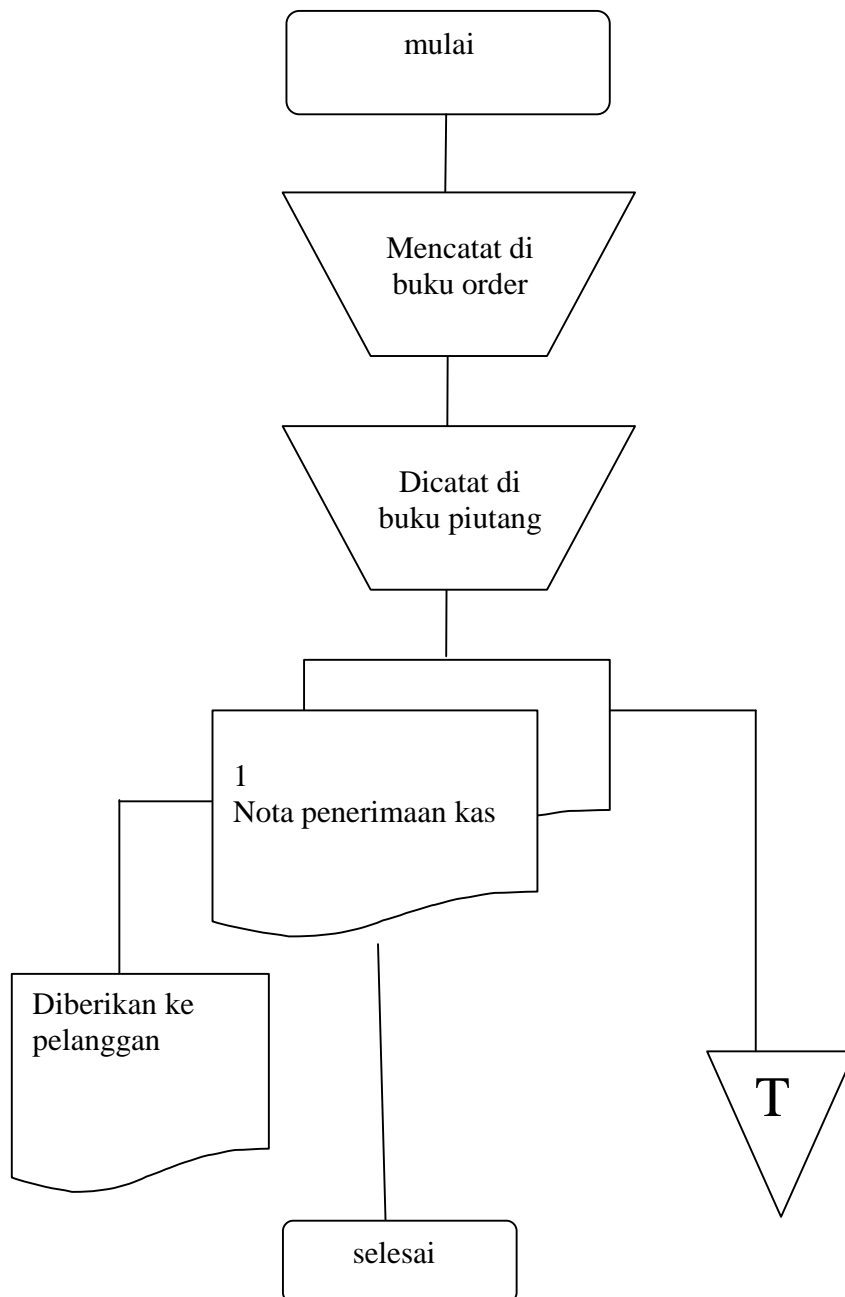 mulai
Mencatat di
buku order
Dicatat di
buku piutang
1
Nota penerimaan kas
Diberikan ke
pelanggan
T
selesai